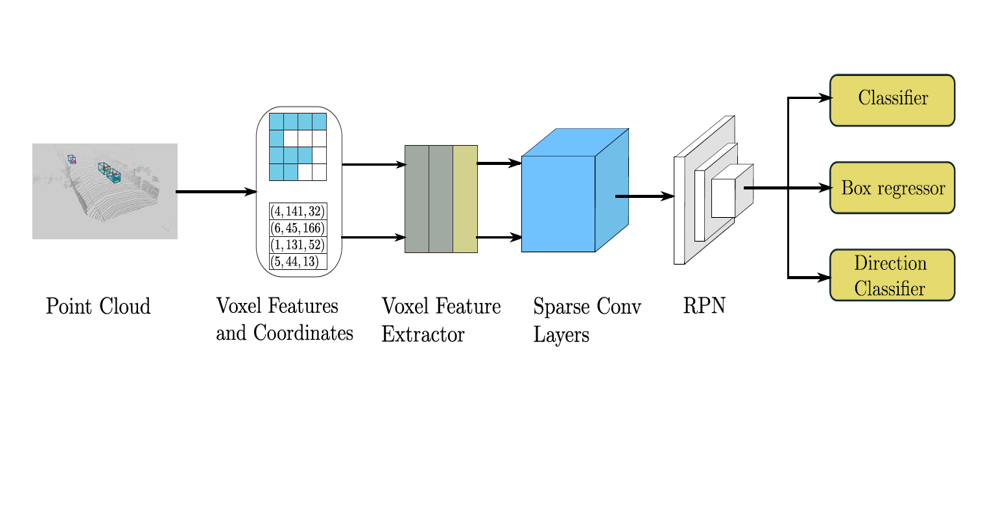 (4, 141, 32)
(6, 45, 166)
(1, 131, 52)
(5, 44, 13)
Point Cloud
Voxel Features
and Coordinates
Voxel Feature
Extractor
Sparse Conv
Layers
RPN
Classifier
Box regressor
Direction
Classifier